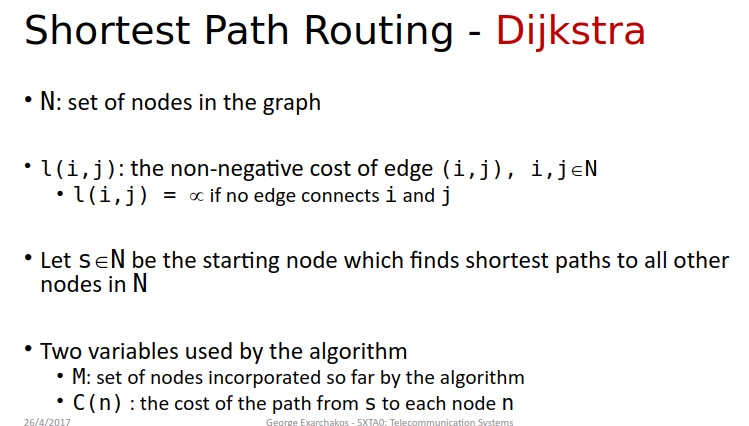 Shortest Path Routing - Dijkstra
• N: set of nodes in the graph
• l(i,j): the non-negative cost of edge (i,j), i,j∈N
• l(i,j) = ∝ if no edge connects i and j
• Let s∈N be the starting node which finds shortest paths to all other
nodes in N
• Two variables used by the algorithm
• M: set of nodes incorporated so far by the algorithm
• C(n) : the cost of the path from s to each node n
26/4/2017 George Exarchakos - 5XTA0: Telecommunication Systems